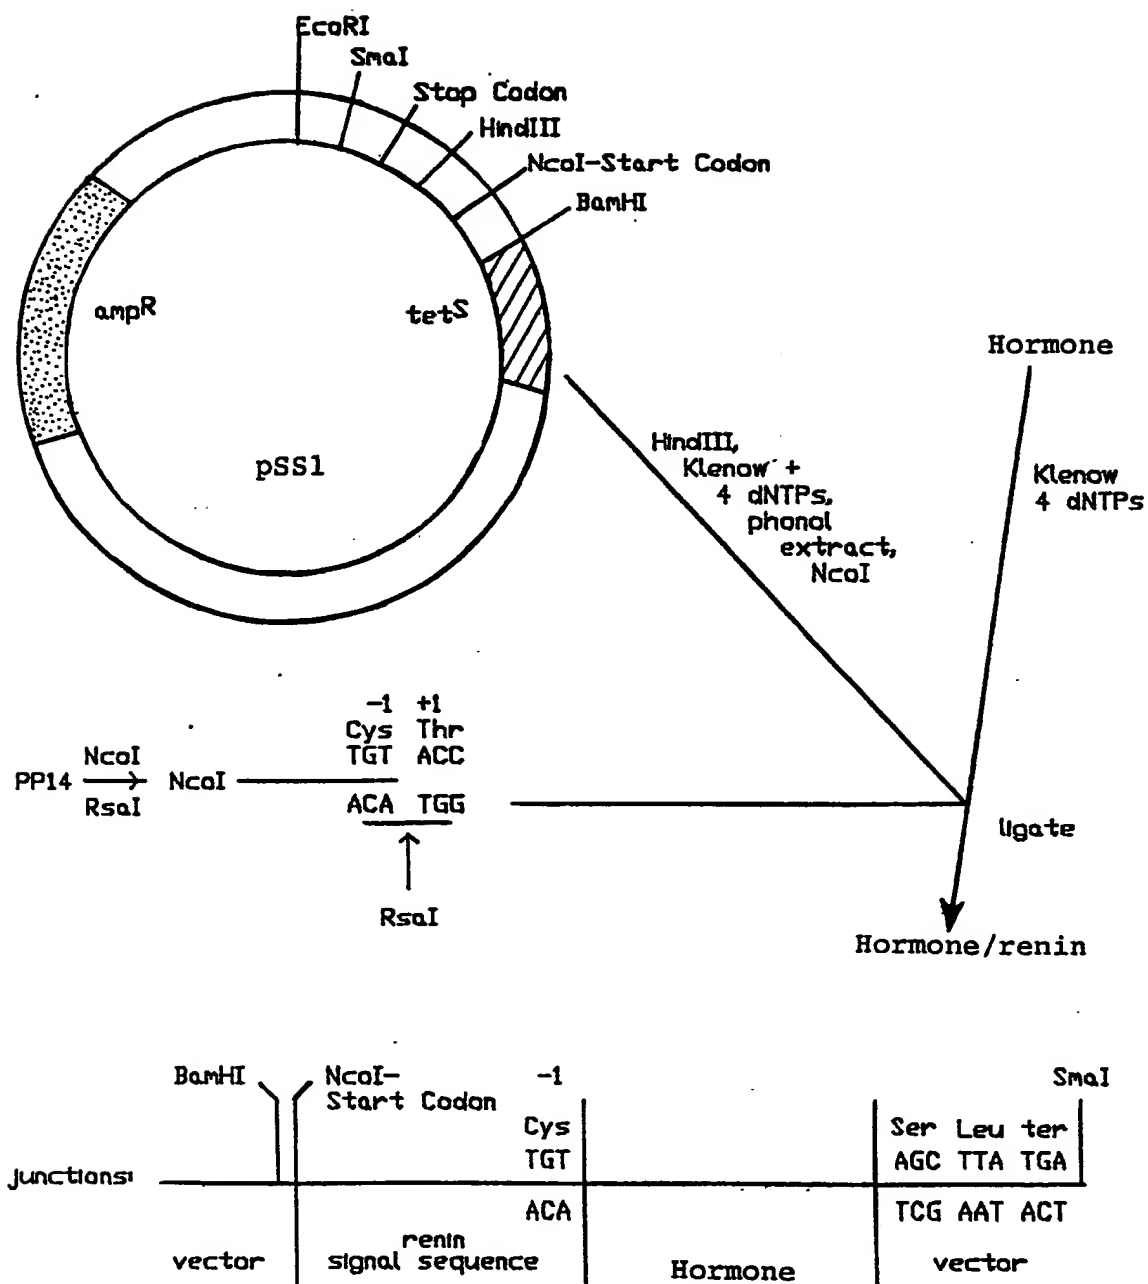 EcoRI
SmaI
Stop Codon
HindIII
NcoI-Start Codon
BamHI
ampR
tetS
pSS1
Hormone
HindIII,
Klenow +
4 dNTPs,
phonol
extract,
NcoI
Klenow
4 dNTPs
-1 +1
Cys Thr
TGT ACC
PP14 NcoI NcoI
RsaI
ACA TGG
RsaI
ligate
Hormone/renin
BamHI NcoI- -1 SmaI
Start Codon
Cys Ser Leu ter
TGT AGC TTA TGA
junctions:
ACA TCG AAT ACT
vector renin signal sequence Hormone vector